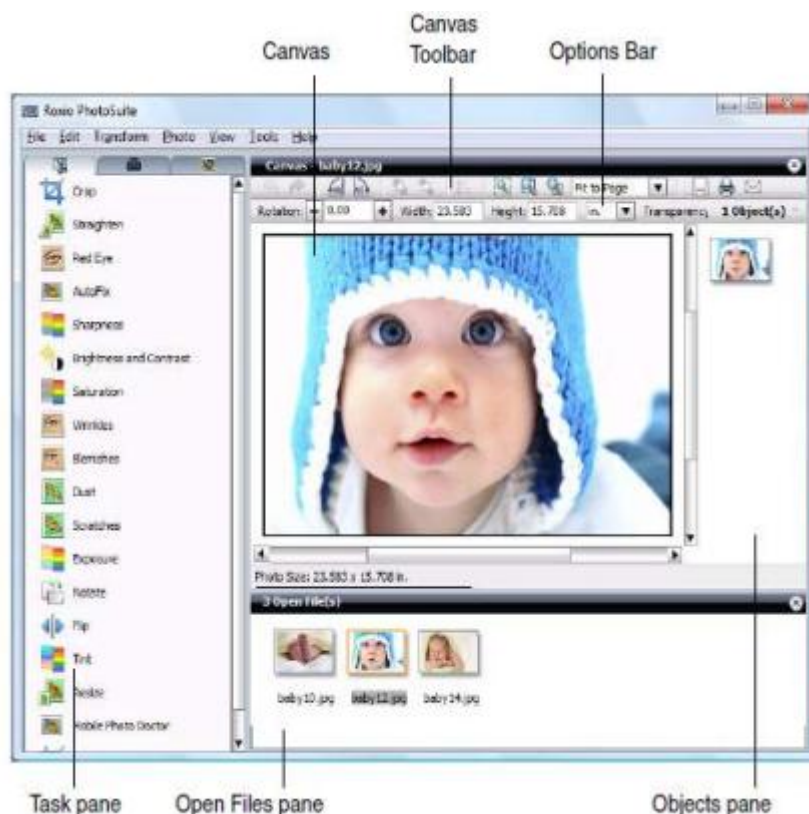 Canvas
Canvas
Toolbar
Options Bar
Roxio PhotoSuite
File Edit Transform Photo View Tools Help
Canvas - baby12.jpg
Fit to Page
Rotation: 0.00 Width: 23.583 Height: 15.708 in. Transparency 1 Object(s)
Crop
Straighten
Red Eye
AutoFix
Sharpness
Brightness and Contrast
Saturation
Wrinkles
Blemishes
Dust
Scratches
Exposure
Rotate
Flip
Tint
Resize
Mobile Photo Doctor
Photo Size: 23.583 x 15.708 in.
3 Open File(s)
baby10.jpg baby12.jpg baby14.jpg
Task pane
Open Files pane
Objects pane